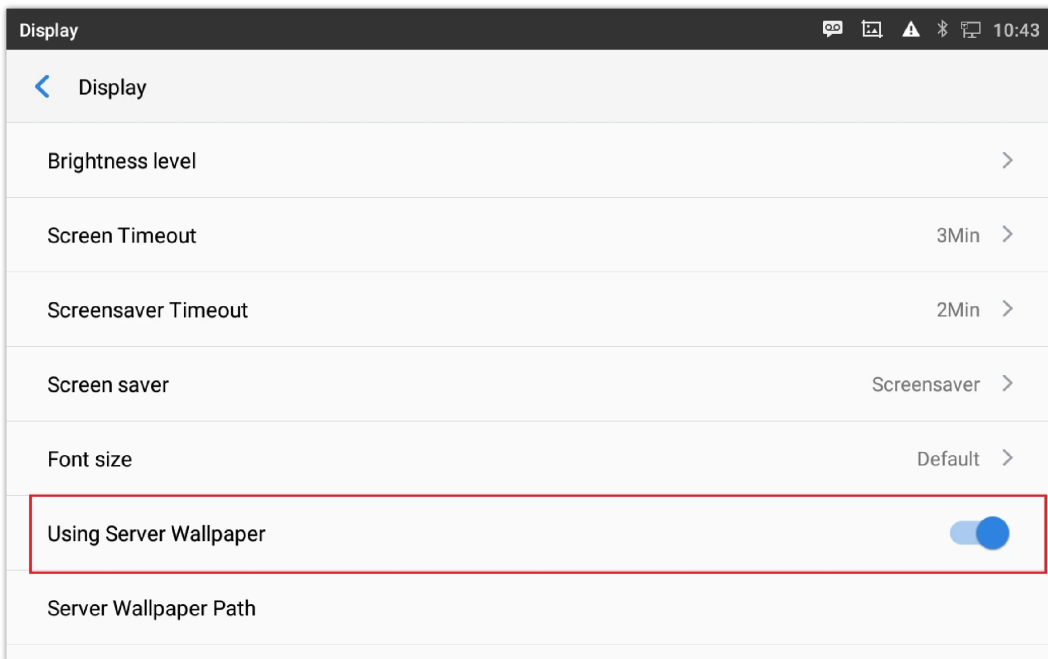 Display 10:43
Display
Brightness level
Screen Timeout 3Min
Screensaver Timeout 2Min
Screen saver Screensaver
Font size Default
Using Server Wallpaper
Server Wallpaper Path